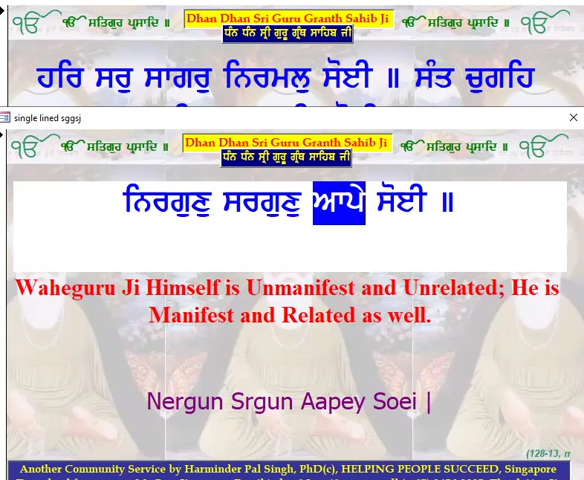 ੴ ਸਤਿਗੁਰ ਪ੍ਰਸਾਦਿ ॥ Dhan Dhan Sri Guru Granth Sahib Ji ੴ ਸਤਿਗੁਰ ਪ੍ਰਸਾਦਿ ॥ ੴ
ਧੰਨ ਧੰਨ ਸ੍ਰੀ ਗੁਰੂ ਗ੍ਰੰਥ ਸਾਹਿਬ ਜੀ
ਹਰਿ ਸਰੁ ਸਾਗਰੁ ਨਿਰਮਲੁ ਸੋਈ ॥ ਸੰਤ ਚੁਗਹਿ
single lined sggsj
ੴ ੴ ਸਤਿਗੁਰ ਪ੍ਰਸਾਦਿ ॥ Dhan Dhan Sri Guru Granth Sahib Ji ੴ ਸਤਿਗੁਰ ਪ੍ਰਸਾਦਿ ॥ ੴ
ਧੰਨ ਧੰਨ ਸ੍ਰੀ ਗੁਰੂ ਗ੍ਰੰਥ ਸਾਹਿਬ ਜੀ
ਨਿਰਗੁਣੁ ਸਰਗੁਣੁ ਆਪੇ ਸੋਈ ॥
Waheguru Ji Himself is Unmanifest and Unrelated; He is
Manifest and Related as well.
Nergun Srgun Aapey Soei |
(128-13, m
Another Community Service by Harminder Pal Singh, PhD(c), HELPING PEOPLE SUCCEED, Singapore